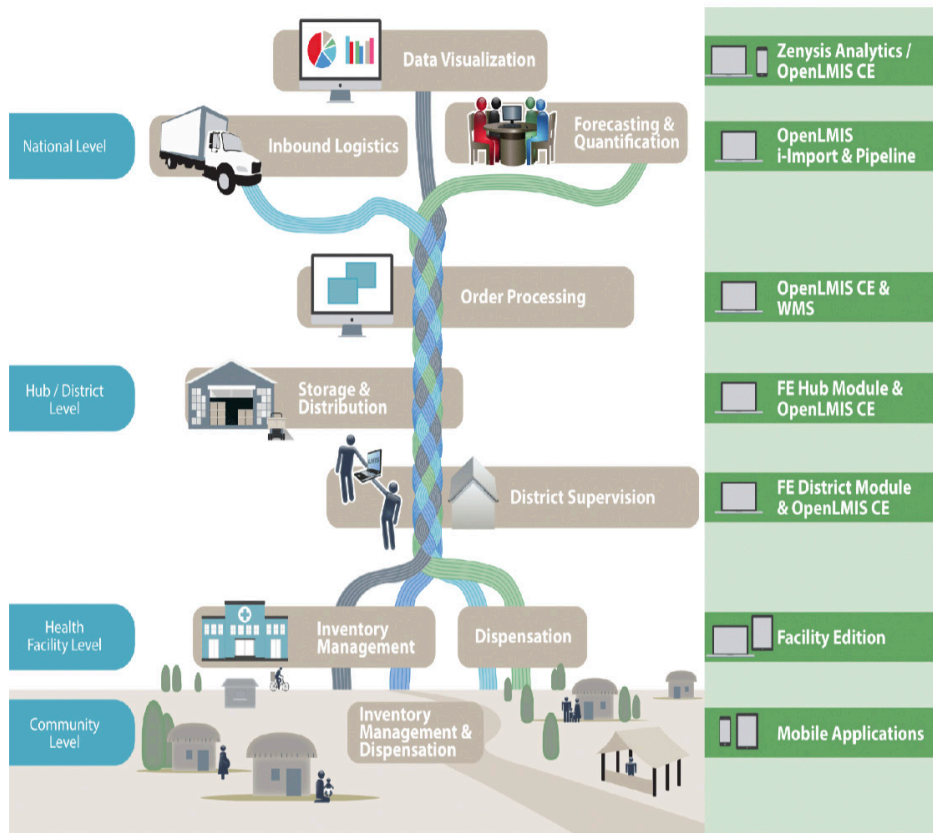 Data Visualization
Zenysis Analytics /
OpenLMIS CE
National Level
Inbound Logistics
Forecasting &
Quantification
OpenLMIS
i-Import & Pipeline
Order Processing
OpenLMIS CE &
WMS
Hub / District
Level
Storage &
Distribution
FE Hub Module &
OpenLMIS CE
District Supervision
FE District Module
& OpenLMIS CE
Health
Facility Level
Inventory
Management
Dispensation
Facility Edition
Community
Level
Inventory
Management &
Dispensation
Mobile Applications